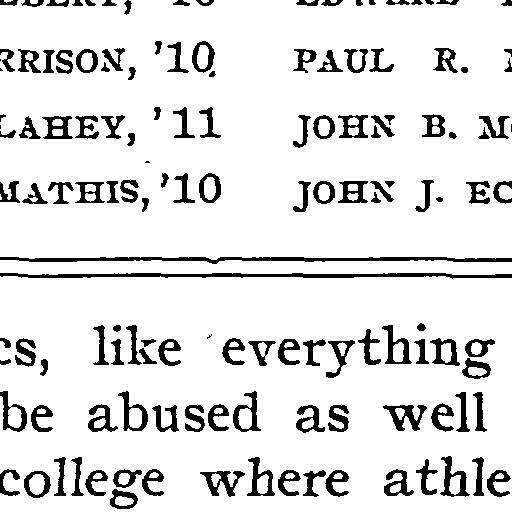 RRISON, '10 PAUL R.
LAHEY, '11 JOHN B.
MATHIS, '10 JOHN J.
cs, like everything
be abused as well
college where athle